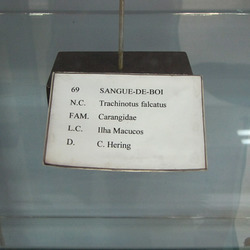 69 SANGUE-DE-BOI
N.C. Trachinotus falcatus
FAM. Carangidae
L.C. Ilha Macucos
D. C. Hering